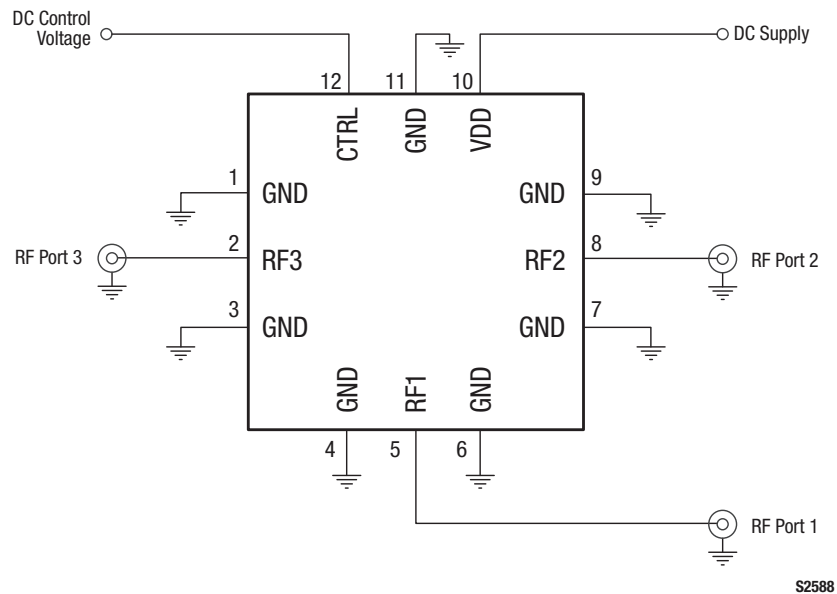 DC Control
Voltage
DC Supply
12
11
10
CTRL
GND
VDD
1
GND
9
GND
RF Port 3
2
RF3
8
RF2
RF Port 2
3
GND
7
GND
GND
RF1
GND
4
5
6
RF Port 1
S2588